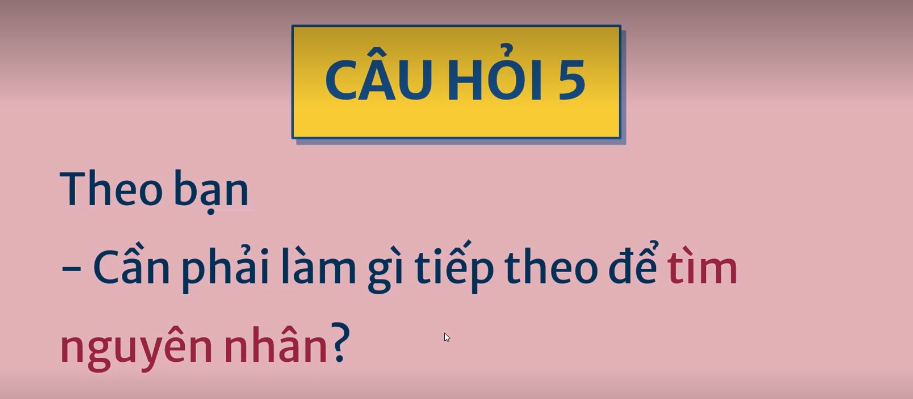 CÂU HỎI 5
Theo bạn
- Cần phải làm gì tiếp theo để tìm
nguyên nhân?